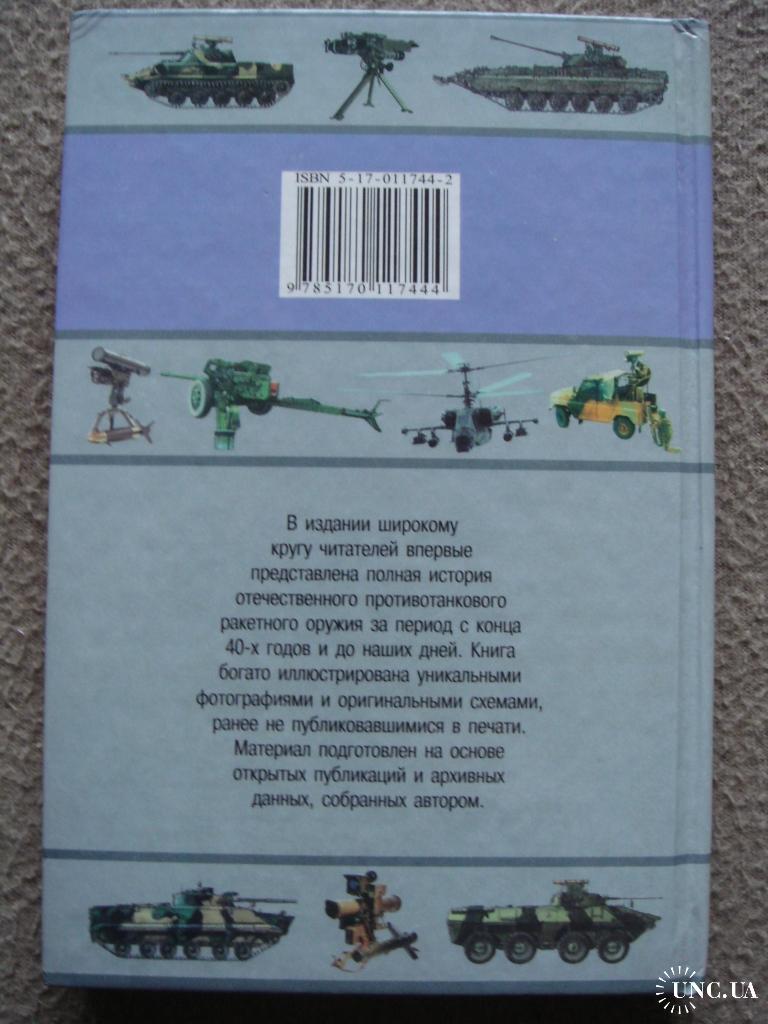 ISBN 5-17-011744-2
9 785170 117444
В издании широкому
кругу читателей впервые
представлена полная история
отечественного противотанкового
ракетного оружия за период с конца
40-х годов и до наших дней. Книга
богато иллюстрирована уникальными
фотографиями и оригинальными схемами,
ранее не публиковавшимися в печати.
Материал подготовлен на основе
открытых публикаций и архивных
данных, собранных автором.
UNC.UA